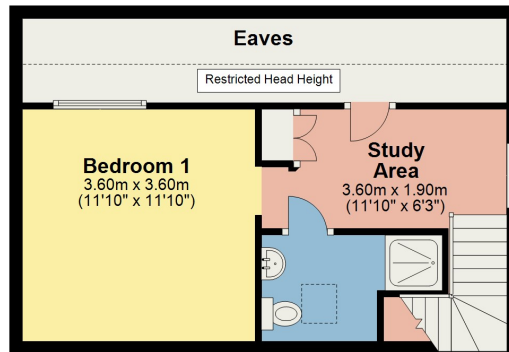 Eaves
Restricted Head Height
Bedroom 1
3.60m x 3.60m
(11'10" x 11'10")
Study
Area
3.60m x 1.90m
(11'10" x 6'3")